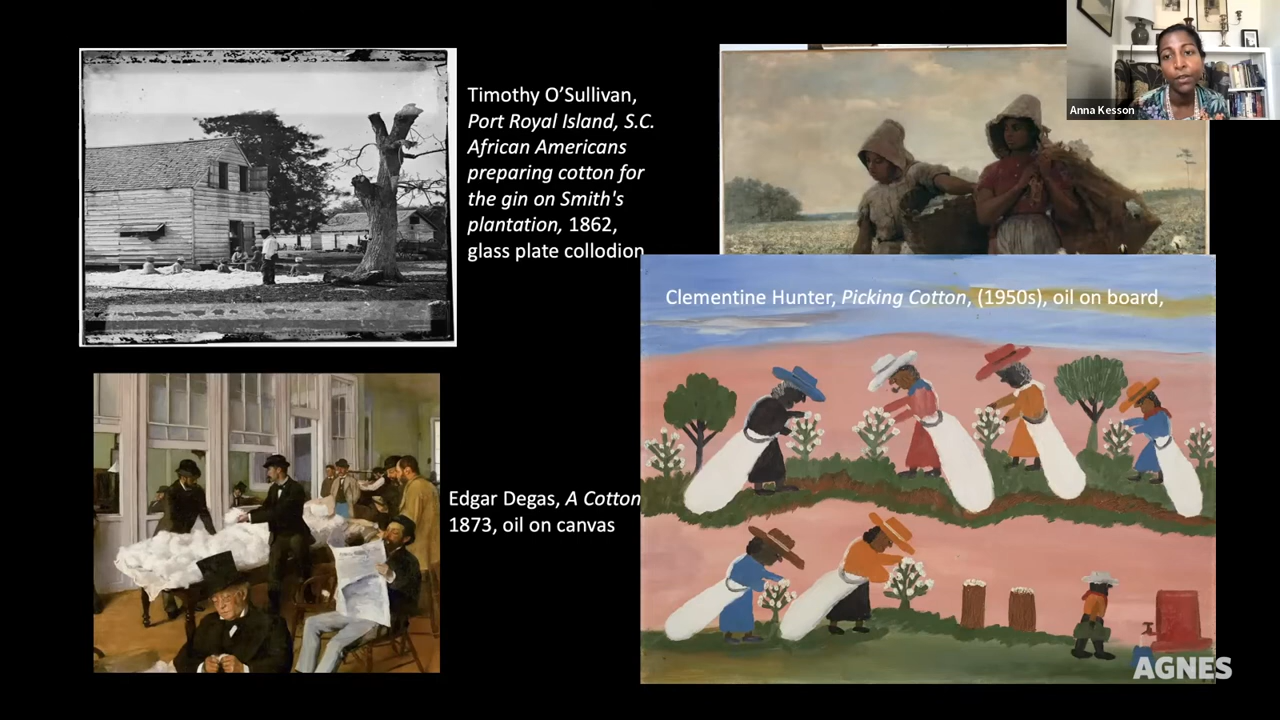 Timothy O’Sullivan,
Port Royal Island, S.C.
African Americans
preparing cotton for
the gin on Smith's
plantation, 1862,
glass plate collodion
Anna Kesson
Clementine Hunter, Picking Cotton, (1950s), oil on board,
Edgar Degas, A Cotton
1873, oil on canvas
AGNES